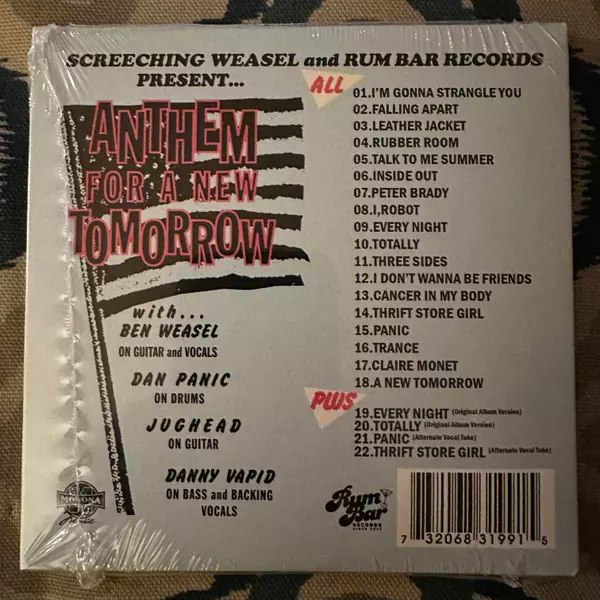 SCREECHING WEASEL and RUM BAR RECORDS
PRESENT...
ANTHEM
FOR A NEW
TOMORROW
with...
BEN WEASEL
ON GUITAR and VOCALS
DAN PANIC
ON DRUMS
JUGHEAD
ON GUITAR
DANNY VAPID
ON BASS and BACKING
VOCALS
ALL
01.I'M GONNA STRANGLE YOU
02.FALLING APART
03.LEATHER JACKET
04.RUBBER ROOM
05.TALK TO ME SUMMER
06.INSIDE OUT
07.PETER BRADY
08.I,ROBOT
09.EVERY NIGHT
10.TOTALLY
11.THREE SIDES
12.I DON'T WANNA BE FRIENDS
13.CANCER IN MY BODY
14.THRIFT STORE GIRL
15.PANIC
16.TRANCE
17.CLAIRE MONET
18.A NEW TOMORROW
PLUS
19.EVERY NIGHT (Original Album Version)
20.TOTALLY (Original Album Version)
21.PANIC (Alternate Vocal Take)
22.THRIFT STORE GIRL (Alternate Vocal Take)
MONONA
Music
Rum
Bar
RECORDS
7 32068 31991 5